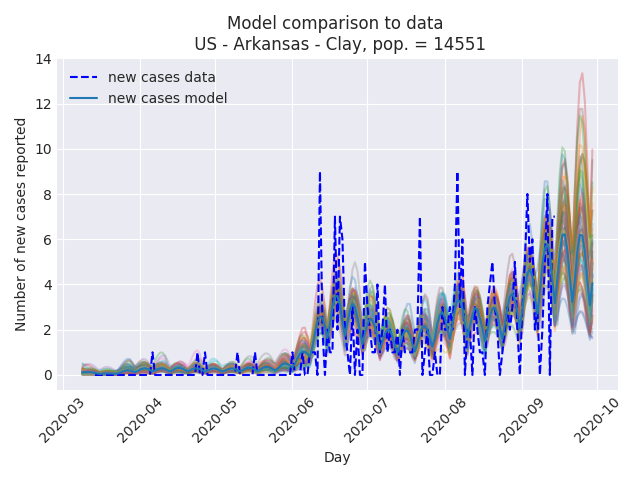 Model comparison to data
US - Arkansas - Clay, pop. = 14551
new cases data
new cases model
Number of new cases reported
14
12
10
8
6
4
2
0
2020-03
2020-04
2020-05
2020-06
2020-07
2020-08
2020-09
2020-10
Day